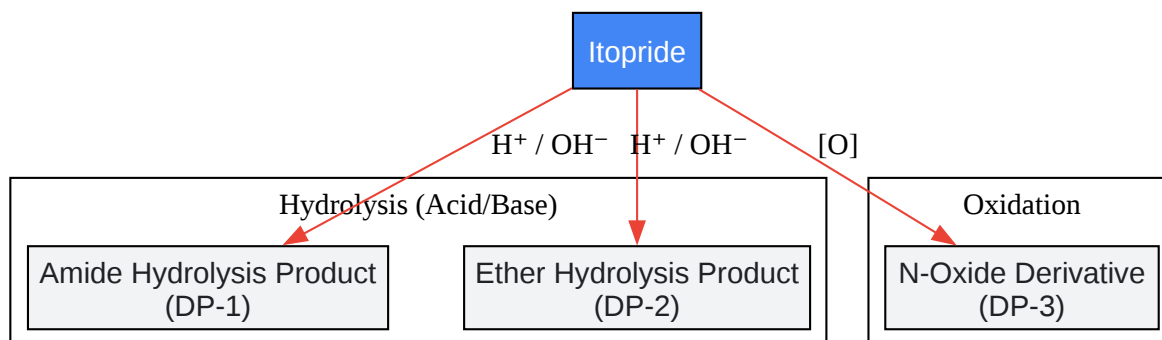 Itopride
H⁺ / OH⁻
H⁺ / OH⁻
[O]
Hydrolysis (Acid/Base)
Oxidation
Amide Hydrolysis Product
(DP-1)
Ether Hydrolysis Product
(DP-2)
N-Oxide Derivative
(DP-3)